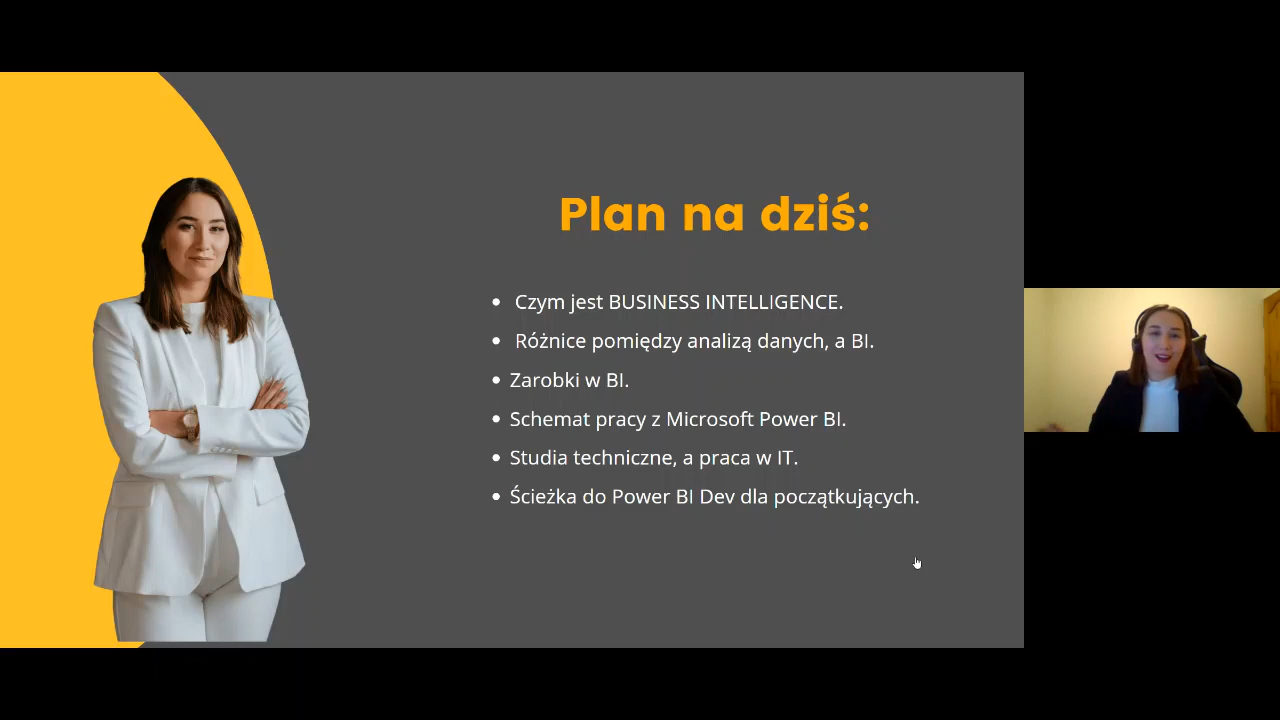 Plan na dziś:
Czym jest BUSINESS INTELLIGENCE.
Różnice pomiędzy analizą danych, a BI.
Zarobki w BI.
Schemat pracy z Microsoft Power BI.
Studia techniczne, a praca w IT.
Ścieżka do Power BI Dev dla początkujących.